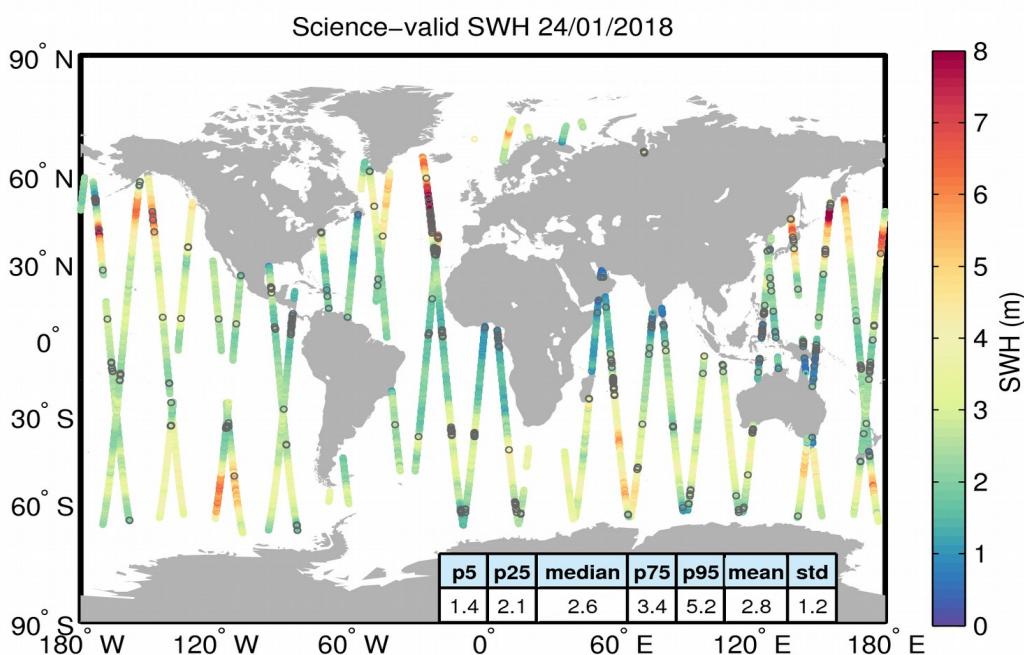 Science−valid SWH 24/01/2018
90° N
60° N
30° N
0°
30° S
60° S
90° S
180° W
120° W
60° W
0°
60° E
120° E
180° E
p5 p25 median p75 p95 mean std
1.4 2.1 2.6 3.4 5.2 2.8 1.2
8
7
6
5
4
3
2
1
0
SWH (m)